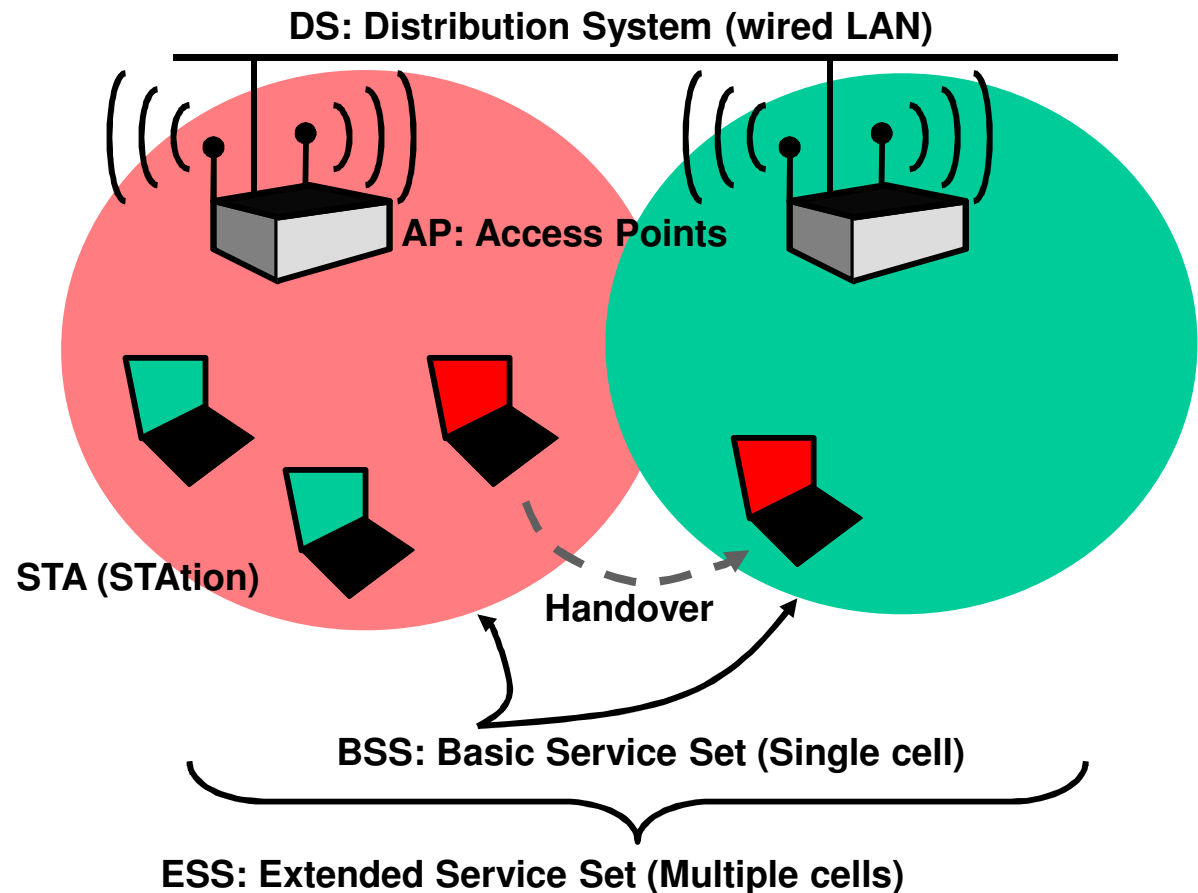 DS: Distribution System (wired LAN)
AP: Access Points
STA (STAtion)
Handover
BSS: Basic Service Set (Single cell)
ESS: Extended Service Set (Multiple cells)